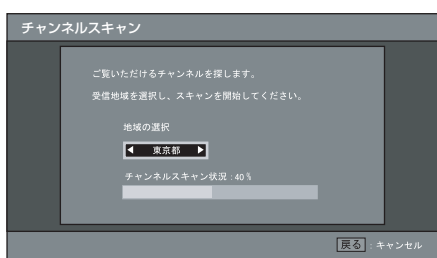 チャンネルスキャン
ご覧いただけるチャンネルを探します。
受信地域を選択し、スキャンを開始してください。
地域の選択
◀ 東京都 ▶
チャンネルスキャン状況：40％
戻る：キャンセル